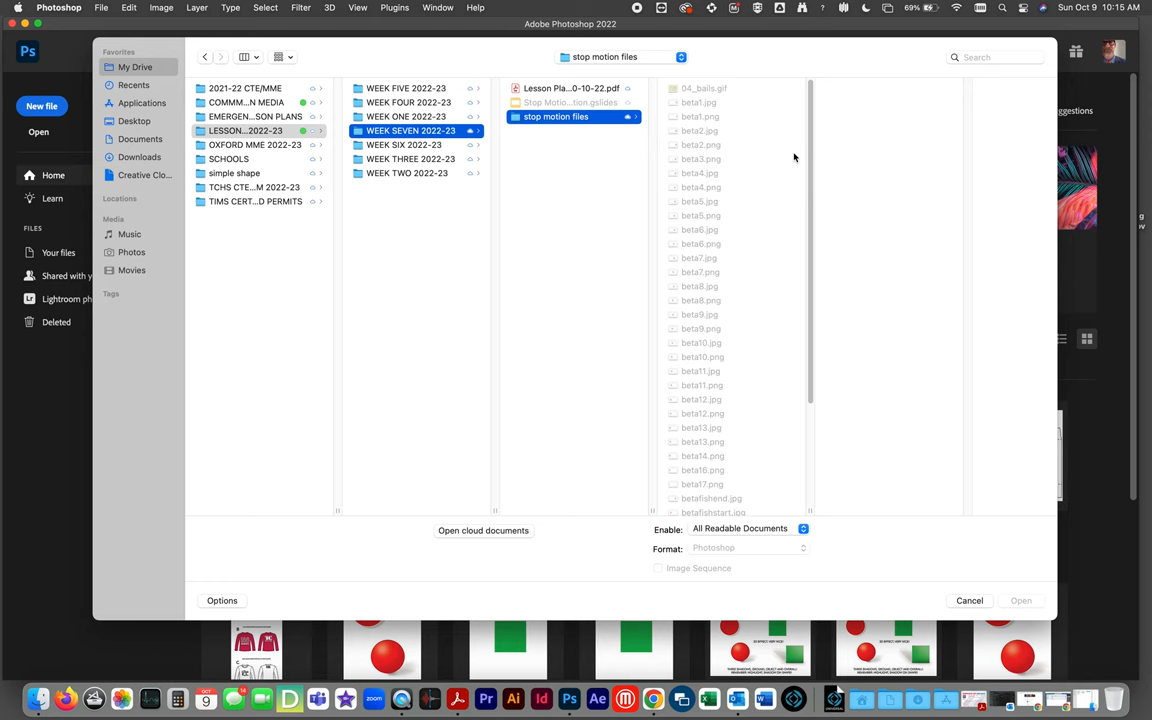 Photoshop File Edit Image Layer Type Select Filter 3D View Plugins Window Help 69% Sun Oct 9 10:15 AM
Adobe Photoshop 2022
Ps
New file
Open
Home
Learn
FILES
Your files
Shared with y
Lightroom ph
Deleted
Favorites
My Drive
Recents
Applications
Desktop
Documents
Downloads
Creative Clo...
Locations
Media
Music
Photos
Movies
Tags
stop motion files
Search
2021-22 CTE/MME
COMMM...N MEDIA
EMERGEN...SON PLANS
LESSON...2022-23
OXFORD MME 2022-23
SCHOOLS
simple shape
TCHS CTE...M 2022-23
TIMS CERT...D PERMITS
WEEK FIVE 2022-23
WEEK FOUR 2022-23
WEEK ONE 2022-23
WEEK SEVEN 2022-23
WEEK SIX 2022-23
WEEK THREE 2022-23
WEEK TWO 2022-23
Lesson Pla...0-10-22.pdf
Stop Motio...tion.gslides
stop motion files
04_bails.gif
beta1.jpg
beta1.png
beta2.jpg
beta2.png
beta3.png
beta4.jpg
beta4.png
beta5.jpg
beta5.png
beta6.jpg
beta6.png
beta7.jpg
beta7.png
beta8.jpg
beta8.png
beta9.jpg
beta9.png
beta10.jpg
beta10.png
beta11.jpg
beta11.png
beta12.jpg
beta12.png
beta13.jpg
beta13.png
beta14.png
beta16.png
beta17.png
betafishend.jpg
betafishstart.jpg
Open cloud documents
Enable: All Readable Documents
Format: Photoshop
Image Sequence
Options
Cancel
Open
ggestions